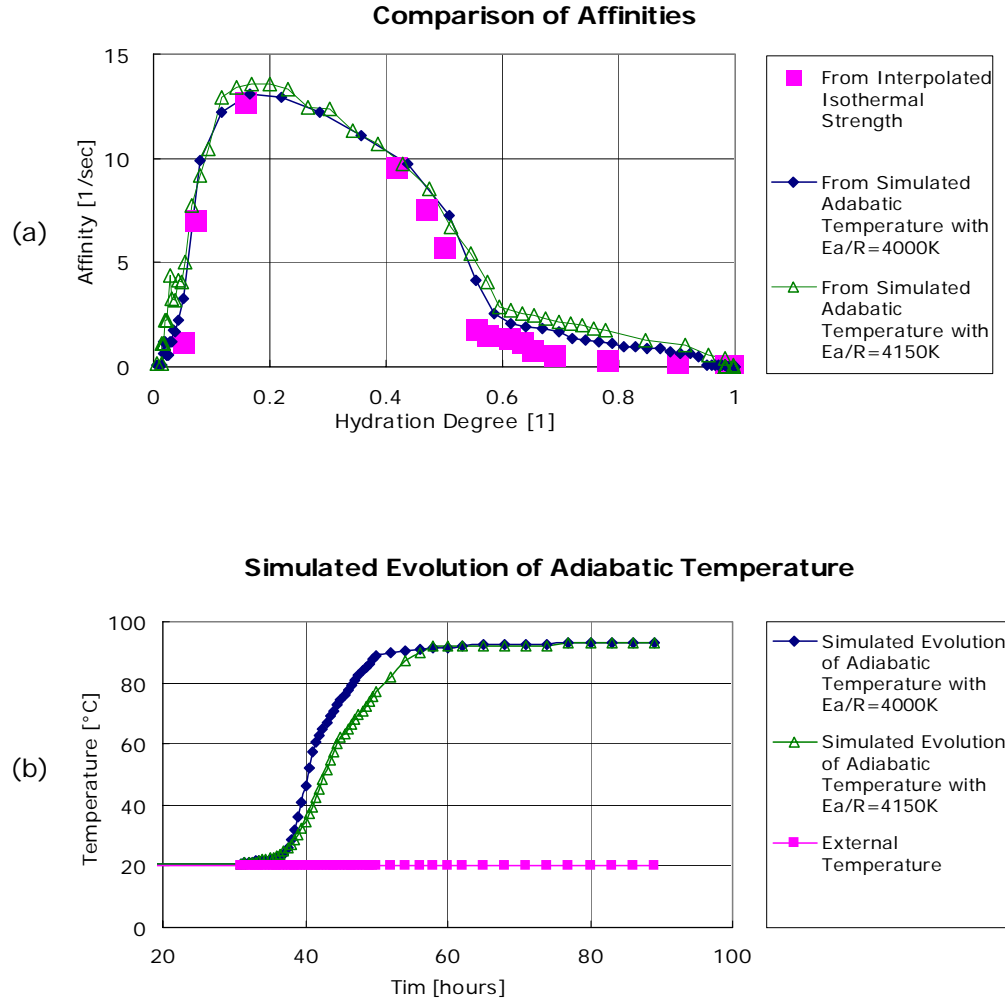 Comparison of Affinities
(a)
Affinity [1/sec]
15
10
5
0
0 0.2 0.4 0.6 0.8 1
Hydration Degree [1]
From Interpolated
Isothermal
Strength
From Simulated
Adabatic
Temperature with
Ea/R=4000K
From Simulated
Adabatic
Temperature with
Ea/R=4150K
Simulated Evolution of Adiabatic Temperature
(b)
Temperature [°C]
100
80
60
40
20
0
20 40 60 80 100
Tim [hours]
Simulated Evolution
of Adiabatic
Temperature with
Ea/R=4000K
Simulated Evolution
of Adiabatic
Temperature with
Ea/R=4150K
External
Temperature